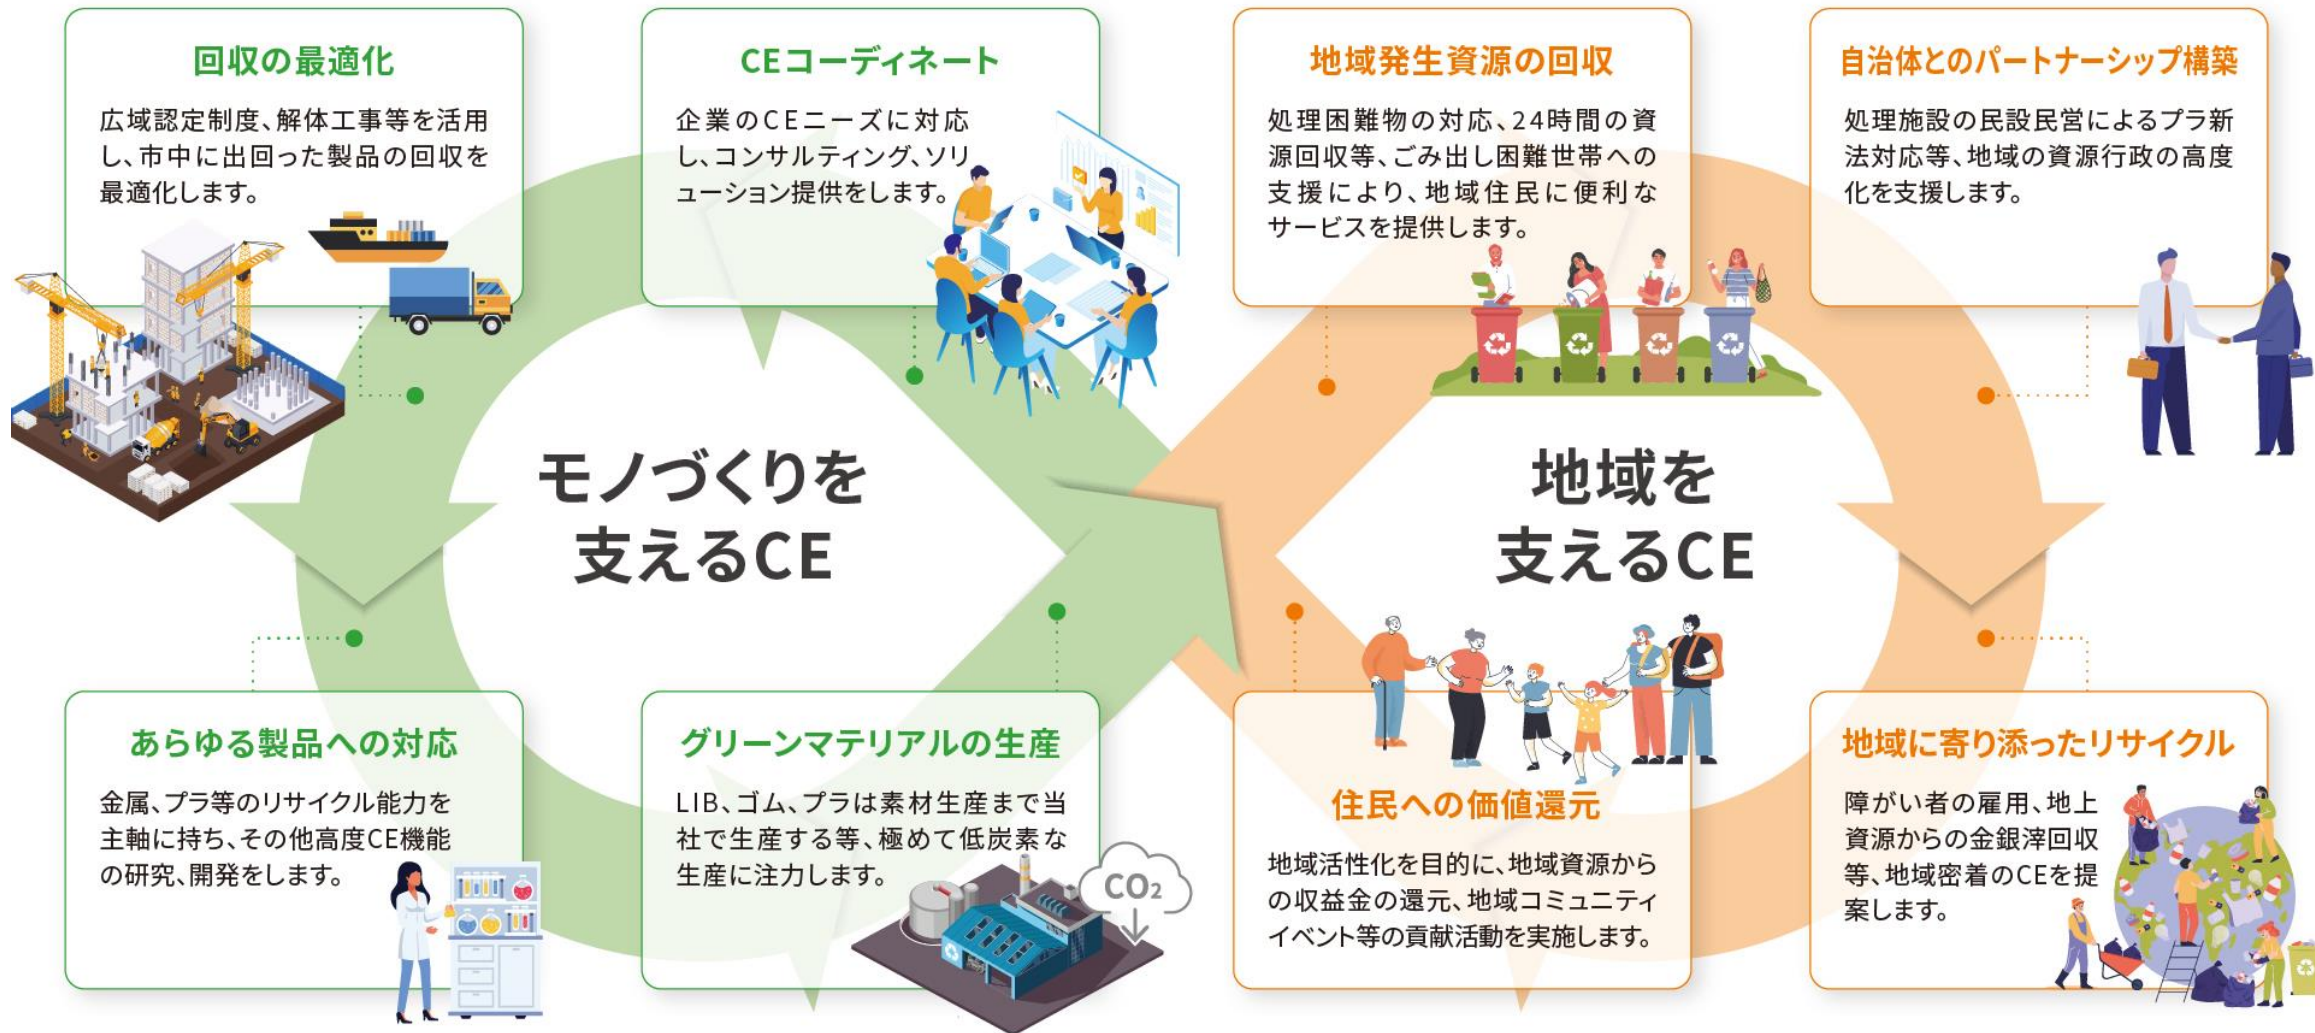 回収の最適化
広域認定制度、解体工事等を活用
し、市中に出回った製品の回収を
最適化します。
CEコーディネート
企業のCEニーズに対応
し、コンサルティング、ソリ
ューション提供をします。
地域発生資源の回収
処理困難物の対応、24時間の資
源回収等、ごみ出し困難世帯への
支援により、地域住民に便利な
サービスを提供します。
自治体とのパートナーシップ構築
処理施設の民設民営によるプラ新
法対応等、地域の資源行政の高度
化を支援します。
モノづくりを
支えるCE
地域を
支えるCE
あらゆる製品への対応
金属、プラ等のリサイクル能力を
主軸に持ち、その他高度CE機能
の研究、開発をします。
グリーンマテリアルの生産
LIB、ゴム、プラは素材生産まで当
社で生産する等、極めて低炭素な
生産に注力します。
CO₂
住民への価値還元
地域活性化を目的に、地域資源から
の収益金の還元、地域コミュニティ
イベント等の貢献活動を実施します。
地域に寄り添ったリサイクル
障がい者の雇用、地上
資源からの金銀滓回収
等、地域密着のCEを提
案します。